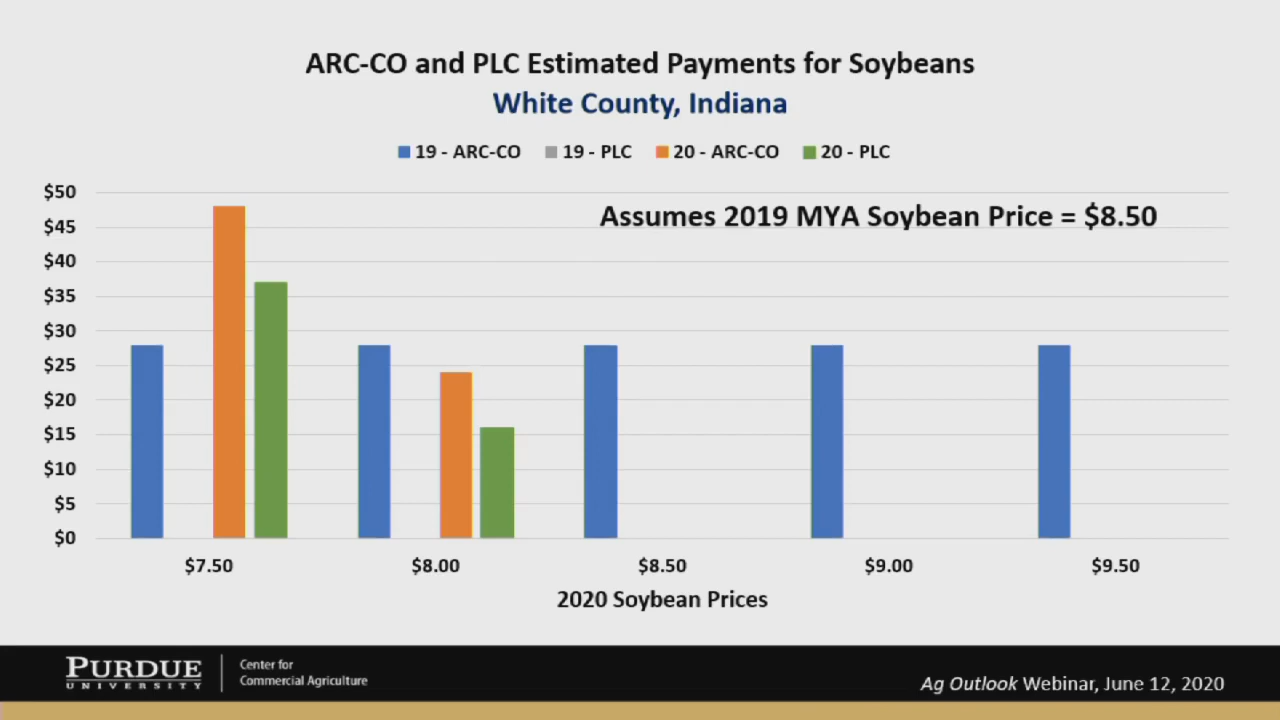 ARC-CO and PLC Estimated Payments for Soybeans
White County, Indiana
19 - ARC-CO 19 - PLC 20 - ARC-CO 20 - PLC
Assumes 2019 MYA Soybean Price = $8.50
$50
$45
$40
$35
$30
$25
$20
$15
$10
$5
$0
$7.50 $8.00 $8.50 $9.00 $9.50
2020 Soybean Prices
PURDUE
UNIVERSITY
Center for
Commercial Agriculture
Ag Outlook Webinar, June 12, 2020